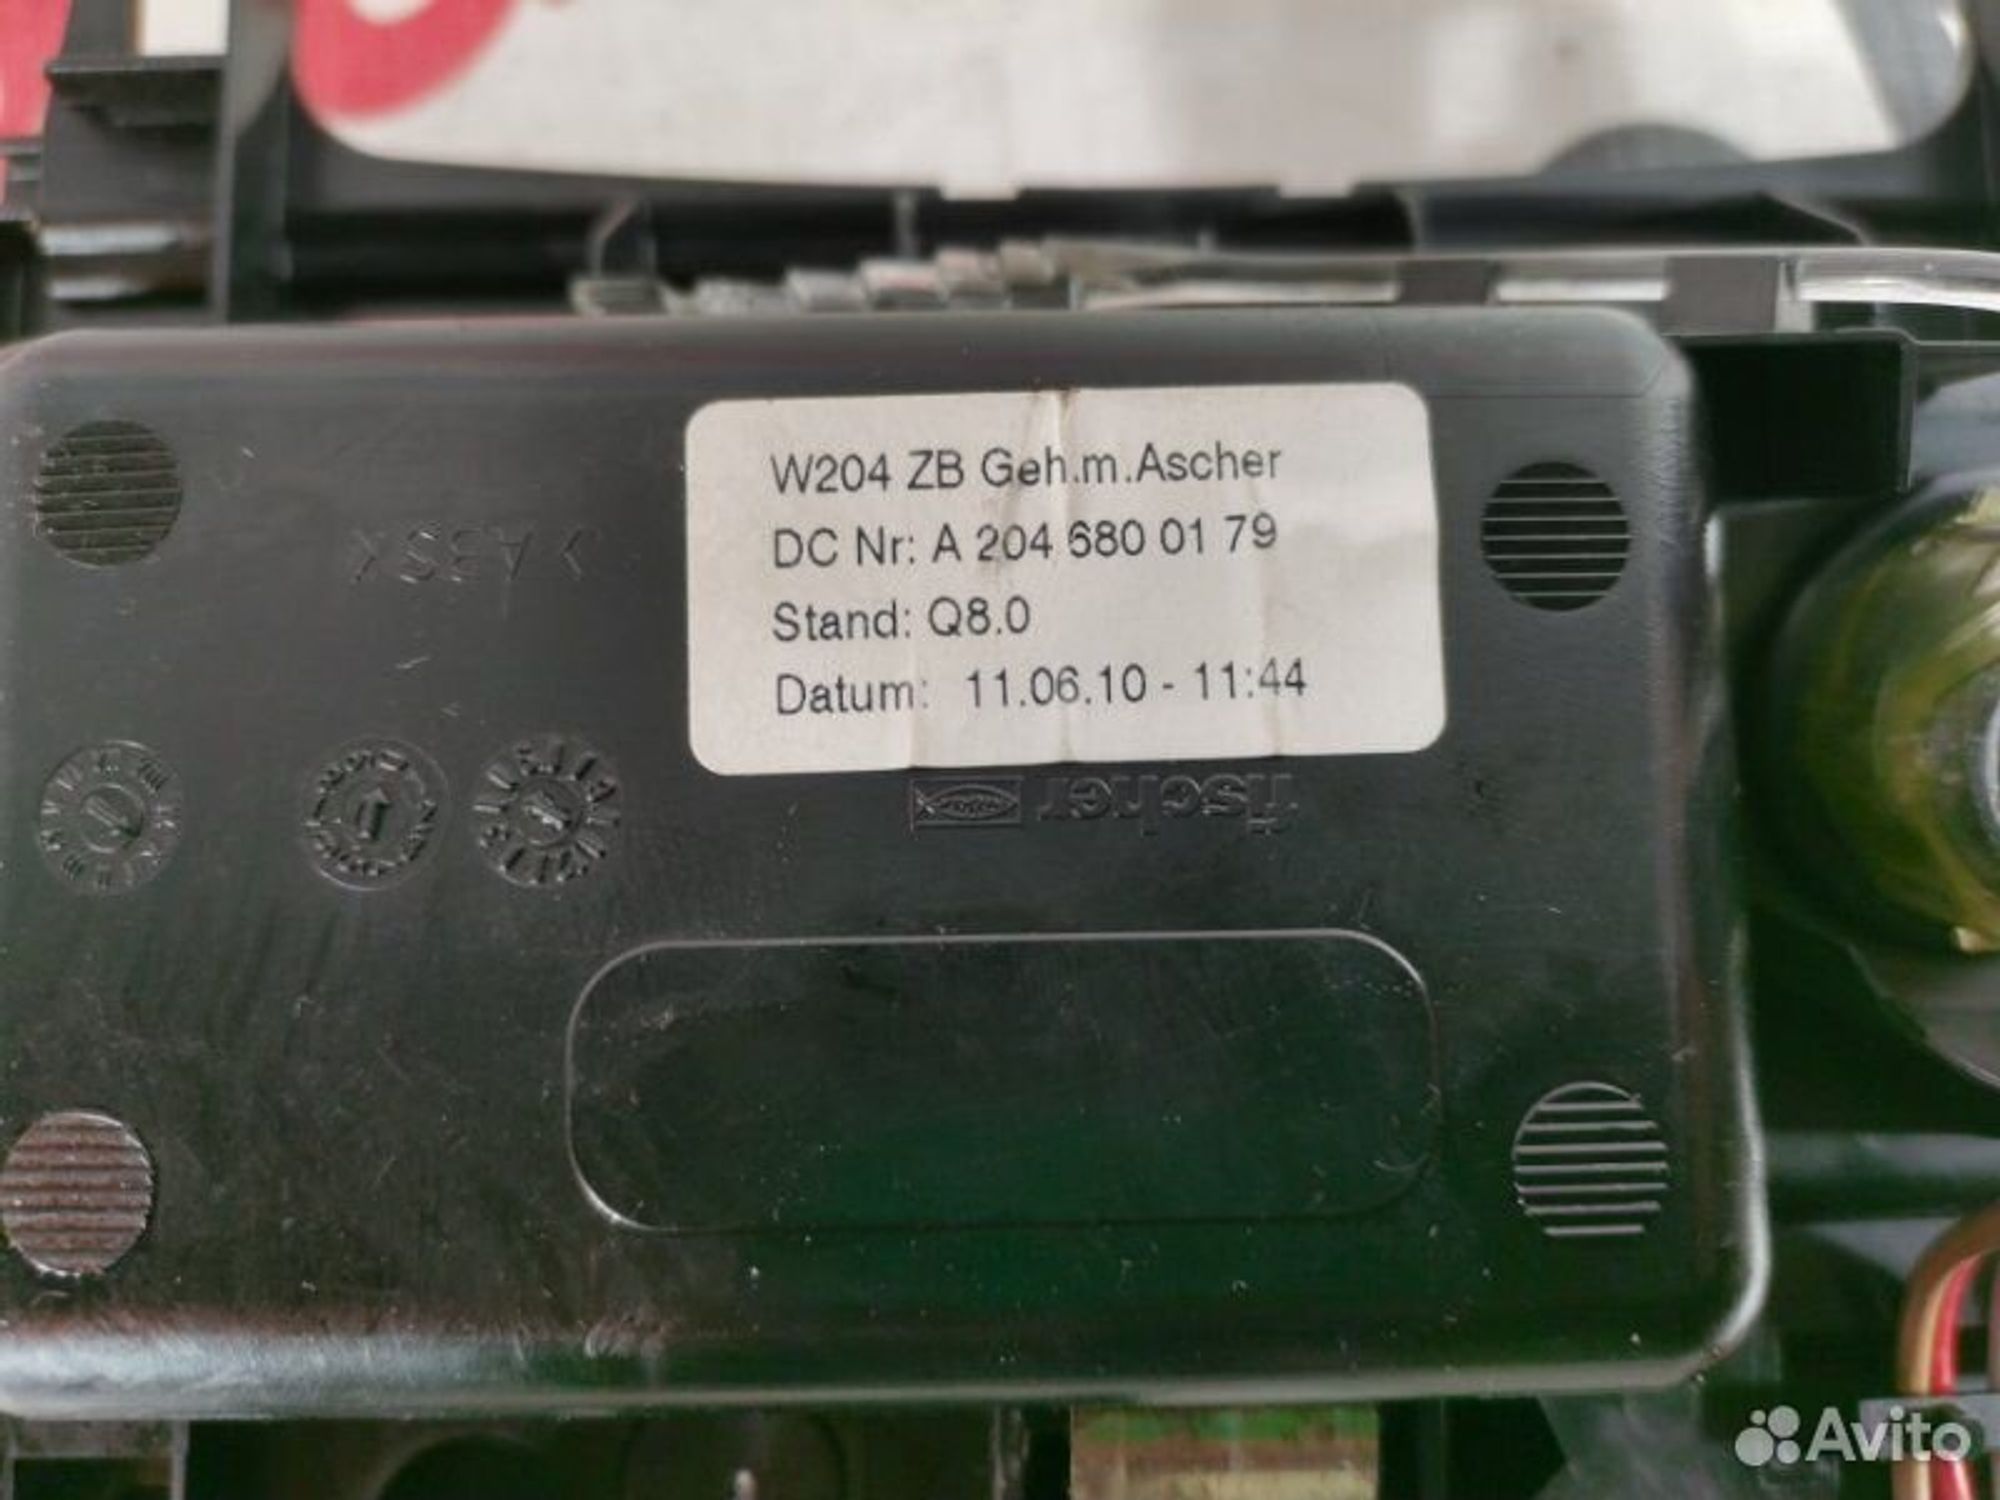 W204 ZB Geh.m.Ascher
DC Nr: A 204 680 01 79
Stand: Q8.0
Datum: 11.06.10 - 11:44
fischer
Avito